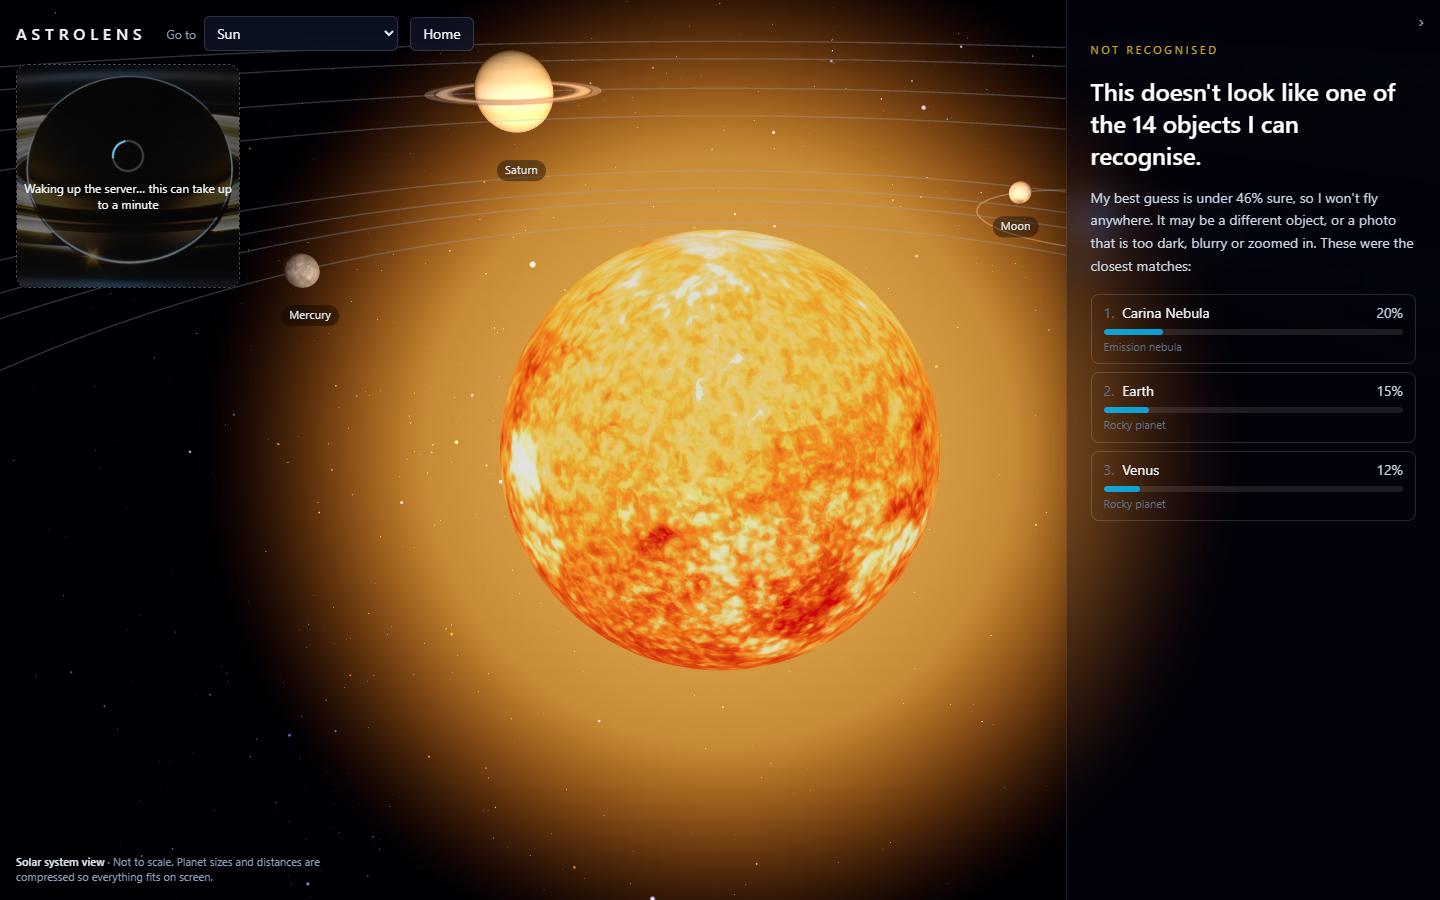 ASTROLENS
Go to
Sun
Home
›
Waking up the server... this can take up
to a minute
Saturn
Moon
Mercury
Solar system view · Not to scale. Planet sizes and distances are
compressed so everything fits on screen.
NOT RECOGNISED
This doesn't look like one of
the 14 objects I can
recognise.
My best guess is under 46% sure, so I won't fly
anywhere. It may be a different object, or a photo
that is too dark, blurry or zoomed in. These were the
closest matches:
1. Carina Nebula 20%
Emission nebula
2. Earth 15%
Rocky planet
3. Venus 12%
Rocky planet